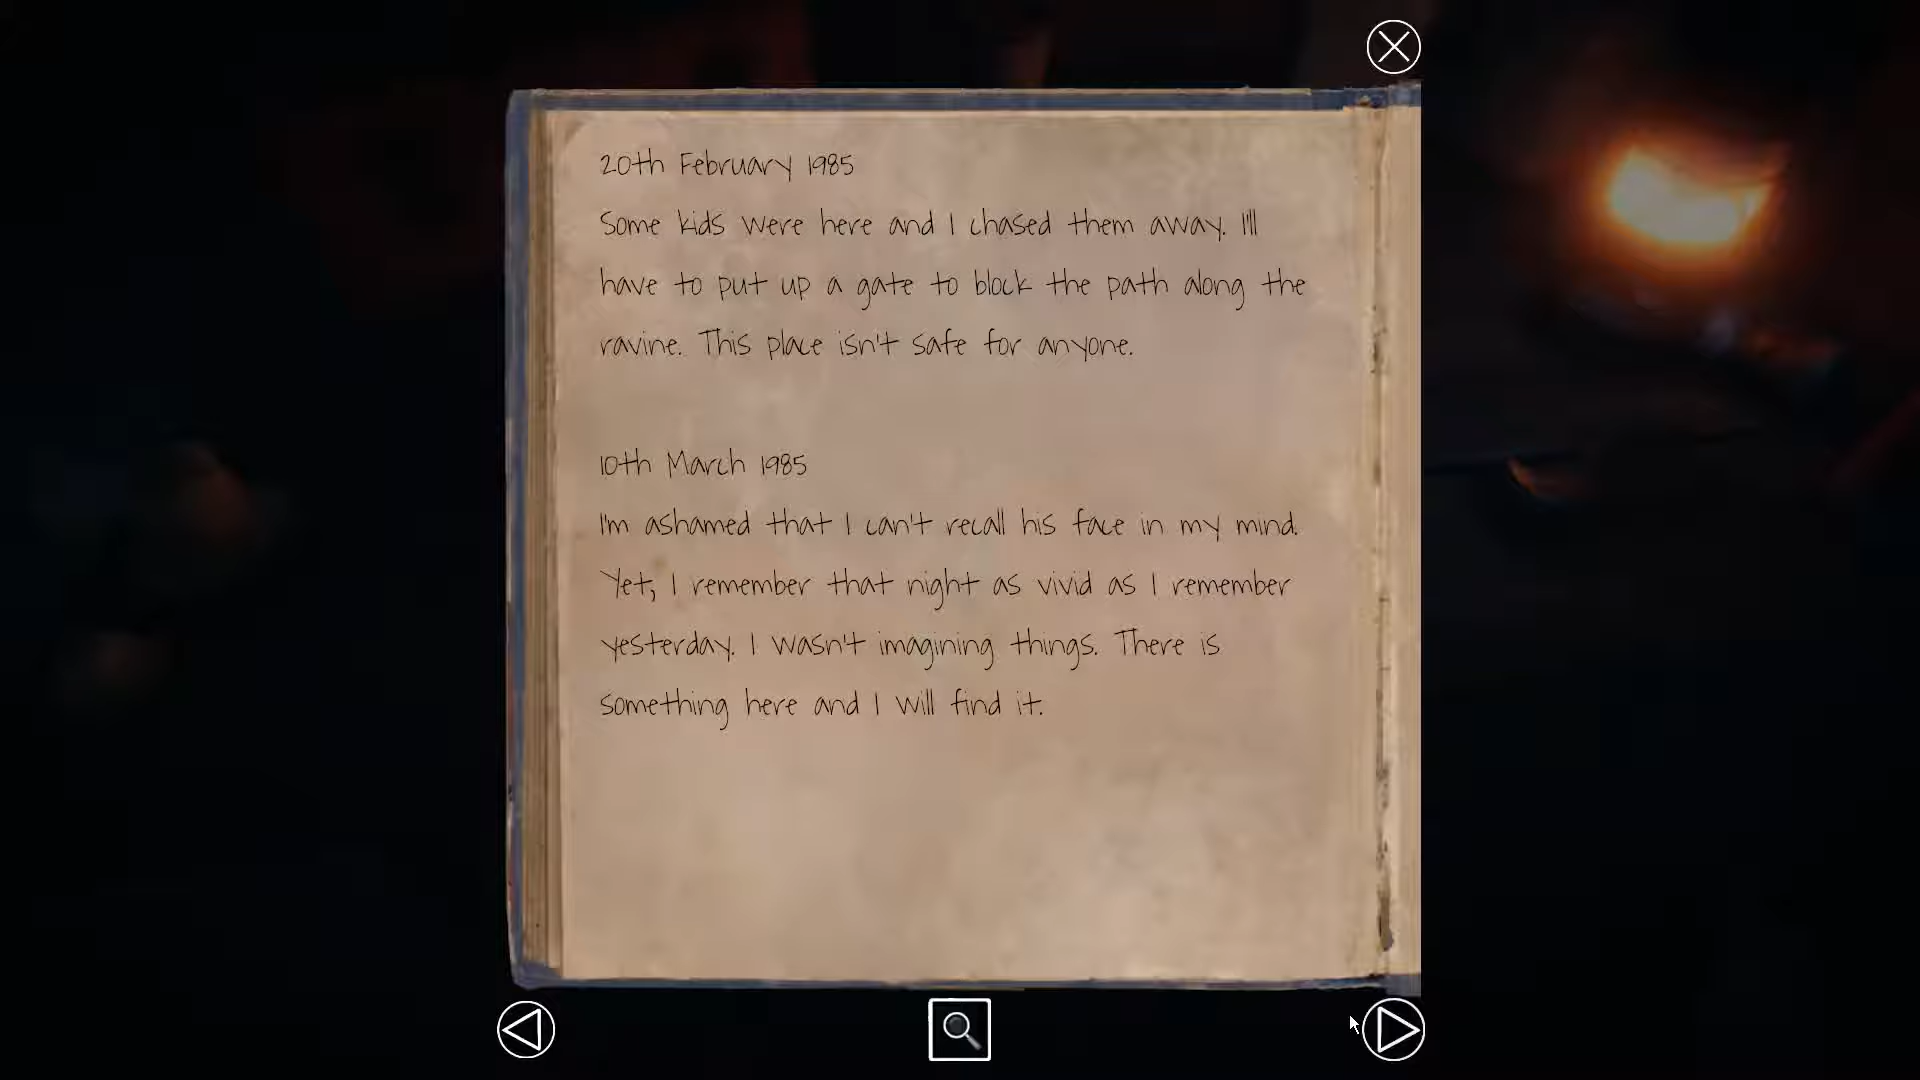 20th February 1985
Some kids were here and I chased them away. I'll
have to put up a gate to block the path along the
ravine. This place isn't safe for anyone.
10th March 1985
I'm ashamed that I can't recall his face in my mind.
Yet, I remember that night as vivid as I remember
yesterday. I wasn't imagining things. There is
something here and I will find it.